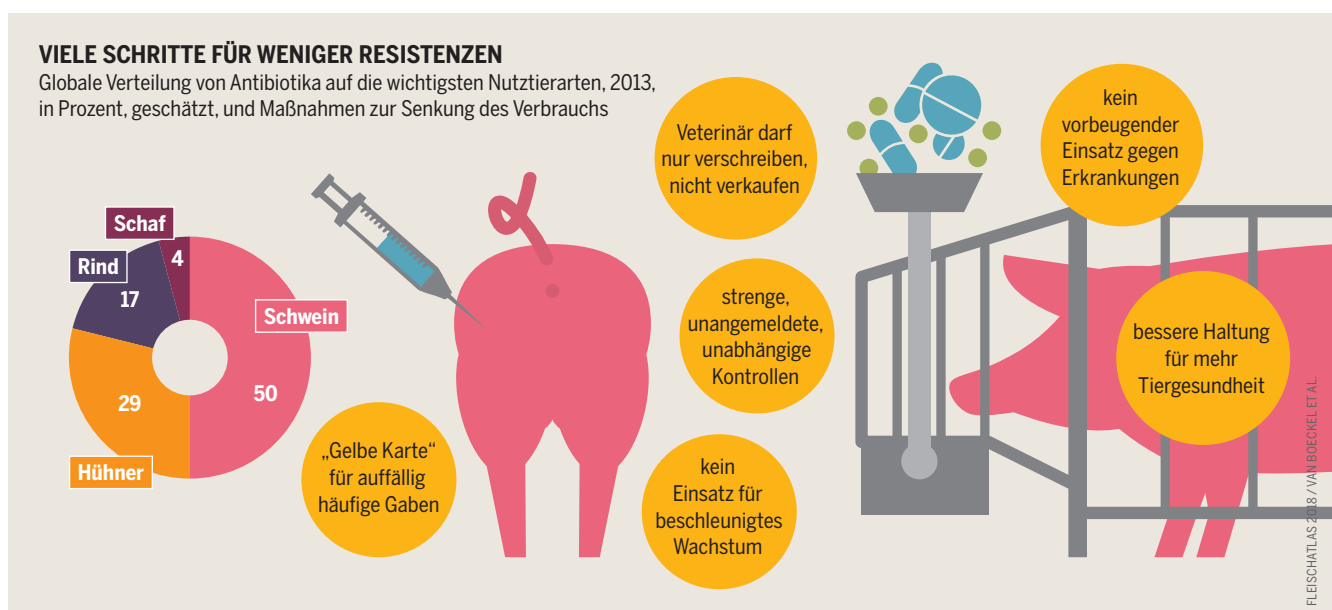 VIELE SCHRITTE FÜR WENIGER RESISTENZEN
Globale Verteilung von Antibiotika auf die wichtigsten Nutztierarten, 2013,
in Prozent, geschätzt, und Maßnahmen zur Senkung des Verbrauchs
Schaf
4
Rind
17
Schwein
50
29
Hühner
„Gelbe Karte“
für auffällig
häufige Gaben
Veterinär darf
nur verschreiben,
nicht verkaufen
strenge,
unangemeldete,
unabhängige
Kontrollen
kein
Einsatz für
beschleunigtes
Wachstum
kein
vorbeugender
Einsatz gegen
Erkrankungen
bessere Haltung
für mehr
Tiergesundheit
FLEISCHATLAS 2018 / VAN BOECKEL ET AL.